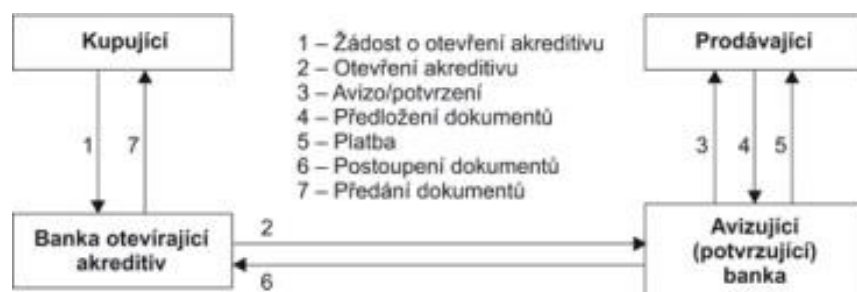 Kupující
1 – Žádost o otevření akreditivu
2 – Otevření akreditivu
3 – Avizo/potvrzení
4 – Předložení dokumentů
5 – Platba
6 – Postoupení dokumentů
7 – Předání dokumentů
Prodávající
1
7
3
4
5
Banka otevírající
akreditiv
2
6
Avizující
(potvrzující)
banka